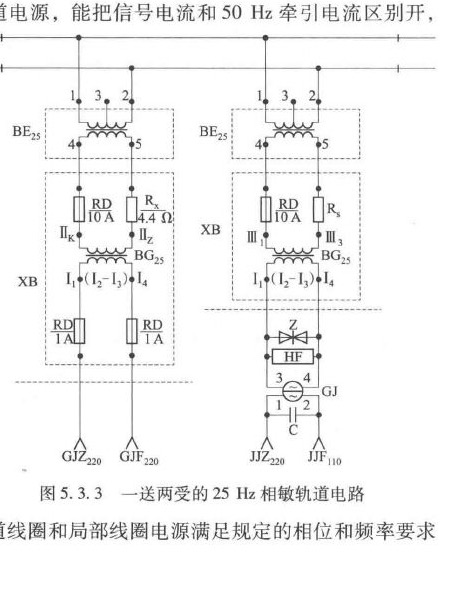 道电源，能把信号电流和 50 Hz 牵引电流区别开，
1 3 2 1 3 2
BE25 4 5 BE25 4 5
RD Rx RD Rs
10 A 4.4 Ω 10 A
IIK IIZ XB III1 III3
BG25 BG25
XB I1 (I2-I3) I4 I1 (I2-I3) I4
RD RD Z
1 A 1 A HF
3 4
GJ
1 2
C
GJZ220 GJF220 JJZ220 JJF110
图 5.3.3 一送两受的 25 Hz 相敏轨道电路
道线圈和局部线圈电源满足规定的相位和频率要求